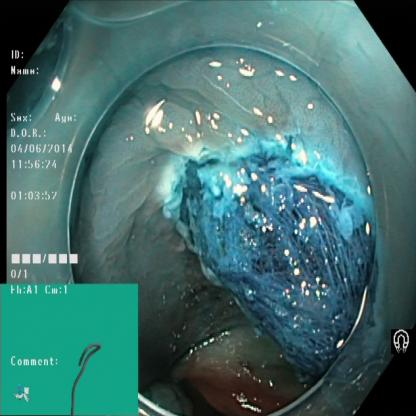 ID:
Name:
Sex: Age:
D.O.B.:
04/06/2014
11:56:24
01:03:52
0/1
Eh:A1 Cm:1
Comment: